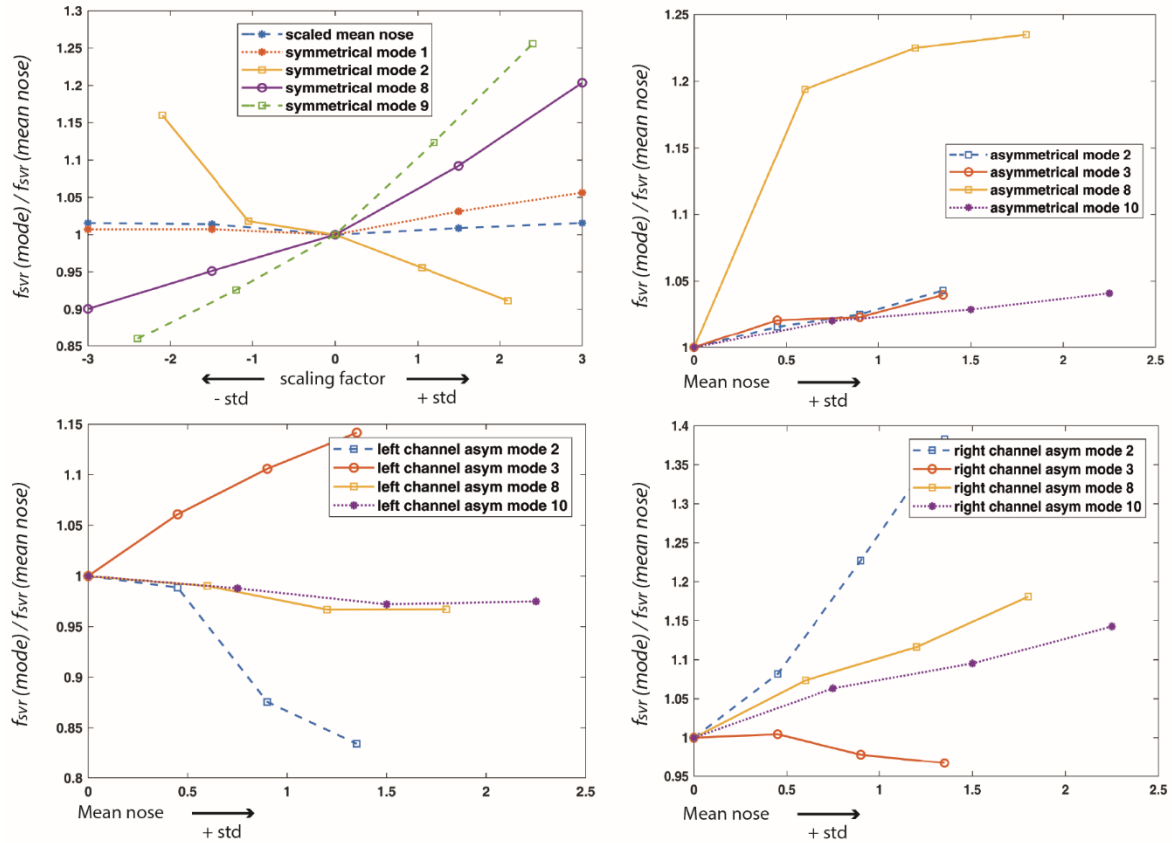 1.3
1.25
1.2
1.15
1.1
1.05
1
0.95
0.9
0.85
fsvr (mode) / fsvr (mean nose)
scaled mean nose
symmetrical mode 1
symmetrical mode 2
symmetrical mode 8
symmetrical mode 9
-3 -2 -1 0 1 2 3
scaling factor
- std + std
1.25
1.2
1.15
1.1
1.05
1
fsvr (mode) / fsvr (mean nose)
asymmetrical mode 2
asymmetrical mode 3
asymmetrical mode 8
asymmetrical mode 10
0 0.5 1 1.5 2 2.5
Mean nose
+ std
1.15
1.1
1.05
1
0.95
0.9
0.85
0.8
fsvr (mode) / fsvr (mean nose)
left channel asym mode 2
left channel asym mode 3
left channel asym mode 8
left channel asym mode 10
0 0.5 1 1.5 2 2.5
Mean nose
+ std
1.4
1.35
1.3
1.25
1.2
1.15
1.1
1.05
1
0.95
fsvr (mode) / fsvr (mean nose)
right channel asym mode 2
right channel asym mode 3
right channel asym mode 8
right channel asym mode 10
0 0.5 1 1.5 2 2.5
Mean nose
+ std